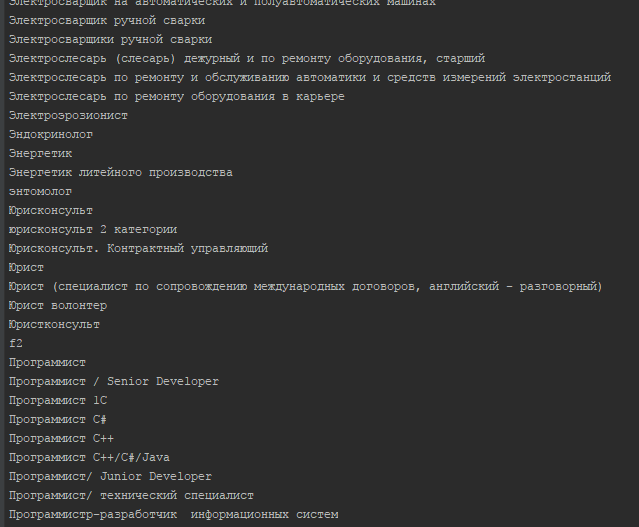 Электросварщик на автоматических и полуавтоматических машинах
Электросварщик ручной сварки
Электросварщики ручной сварки
Электрослесарь (слесарь) дежурный и по ремонту оборудования, старший
Электрослесарь по ремонту и обслуживанию автоматики и средств измерений электростанций
Электрослесарь по ремонту оборудования в карьере
Электроэрозионист
Эндокринолог
Энергетик
Энергетик литейного производства
энтомолог
Юрисконсульт
юрисконсульт 2 категории
Юрисконсульт. Контрактный управляющий
Юрист
Юрист (специалист по сопровождению международных договоров, английский - разговорный)
Юрист волонтер
Юристконсульт
f2
Программист
Программист / Senior Developer
Программист 1C
Программист C#
Программист C++
Программист C++/C#/Java
Программист/ Junior Developer
Программист/ технический специалист
Программистр-разработчик  информационных систем